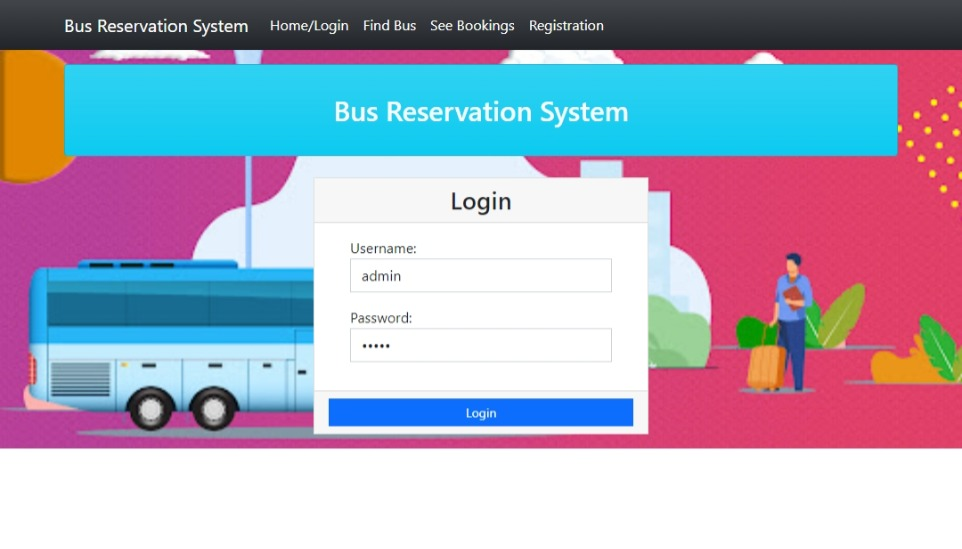 Bus Reservation System Home/Login Find Bus See Bookings Registration
Bus Reservation System
Login
Username:
admin
Password:
•••••
Login